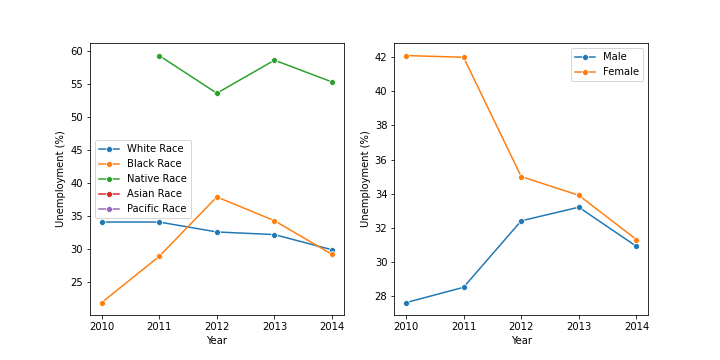 60
55
50
45
40
35
30
25
Unemployment (%)
White Race
Black Race
Native Race
Asian Race
Pacific Race
2010 2011 2012 2013 2014
Year
42
40
38
36
34
32
30
28
Unemployment (%)
Male
Female
2010 2011 2012 2013 2014
Year